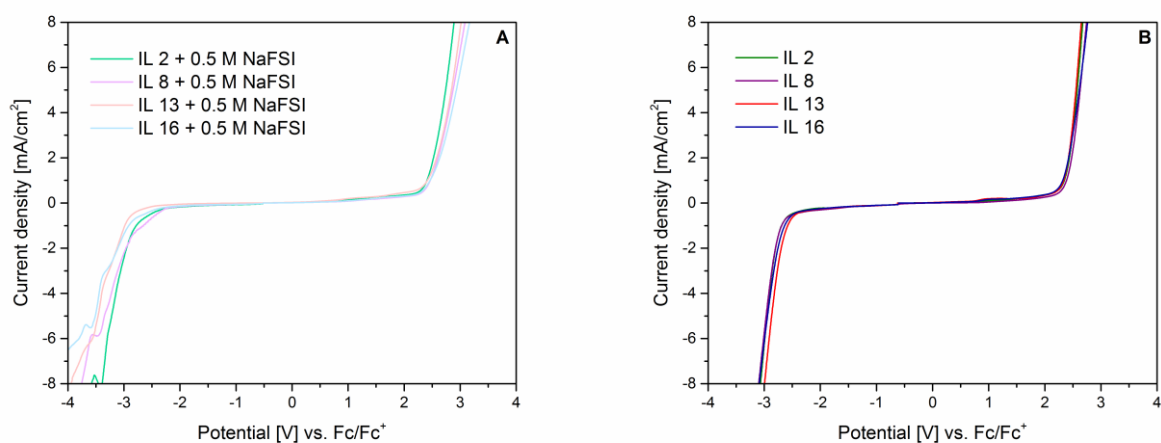 A
IL 2 + 0.5 M NaFSI
IL 8 + 0.5 M NaFSI
IL 13 + 0.5 M NaFSI
IL 16 + 0.5 M NaFSI
Current density [mA/cm²]
8
6
4
2
0
-2
-4
-6
-8
-4 -3 -2 -1 0 1 2 3 4
Potential [V] vs. Fc/Fc⁺
B
IL 2
IL 8
IL 13
IL 16
Current density [mA/cm²]
8
6
4
2
0
-2
-4
-6
-8
-4 -3 -2 -1 0 1 2 3 4
Potential [V] vs. Fc/Fc⁺